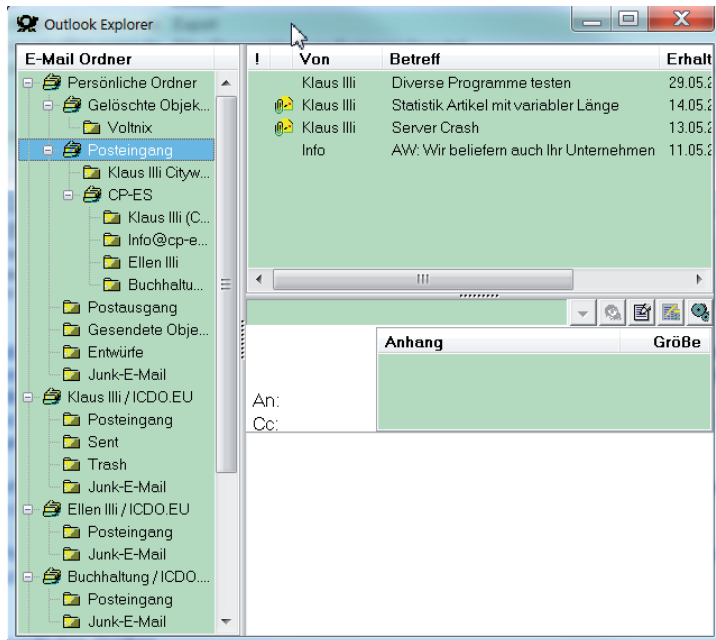 Outlook Explorer
E-Mail Ordner
Persönliche Ordner
Gelöschte Objek...
Voltnix
Posteingang
Klaus Illi Cityw...
CP-ES
Klaus Illi (C...
Info@cp-e...
Ellen Illi
Buchhaltu...
Postausgang
Gesendete Obje...
Entwürfe
Junk-E-Mail
Klaus Illi / ICDO.EU
Posteingang
Sent
Trash
Junk-E-Mail
Ellen Illi / ICDO.EU
Posteingang
Junk-E-Mail
Buchhaltung / ICDO....
Posteingang
Junk-E-Mail
! Von Betreff Erhalt
Klaus Illi Diverse Programme testen 29.05.2
Klaus Illi Statistik Artikel mit variabler Länge 14.05.2
Klaus Illi Server Crash 13.05.2
Info AW: Wir beliefern auch Ihr Unternehmen 11.05.2
Anhang Größe
An:
Cc: